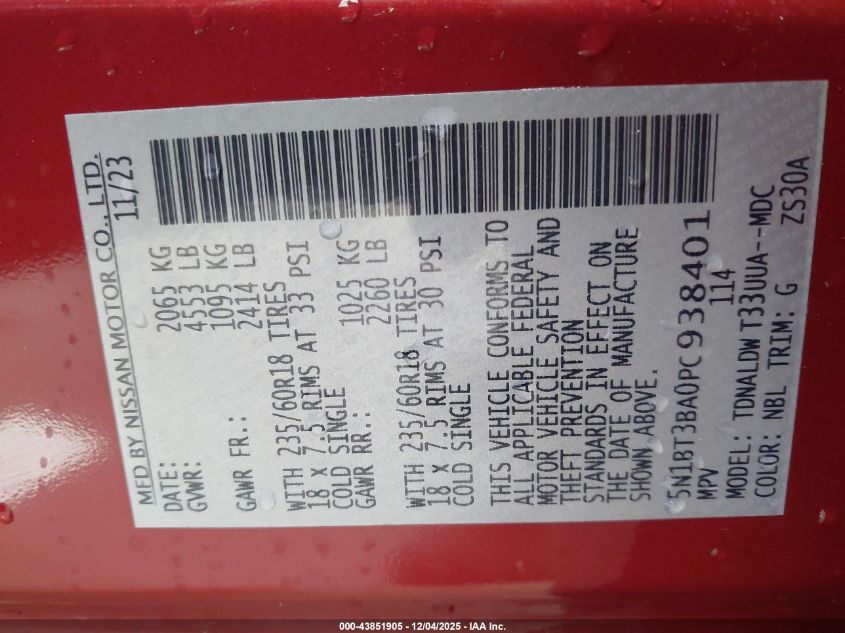 MFD BY NISSAN MOTOR CO., LTD.
DATE: 11/23
GVWR: 2065 KG
4553 LB
GAWR FR.: 1095 KG
2414 LB
WITH 235/60R18 TIRES
18 X 7.5 RIMS AT 33 PSI
COLD SINGLE
GAWR RR.: 1025 KG
2260 LB
WITH 235/60R18 TIRES
18 X 7.5 RIMS AT 30 PSI
COLD SINGLE
THIS VEHICLE CONFORMS TO
ALL APPLICABLE FEDERAL
MOTOR VEHICLE SAFETY AND
THEFT PREVENTION
STANDARDS IN EFFECT ON
THE DATE OF MANUFACTURE
SHOWN ABOVE.
5N1BT3BA0PC938401
MPV 114
MODEL: TDNALDW T33UUA--MDC
COLOR: NBL TRIM: G ZS30A
000-43851905 - 12/04/2025 - IAA Inc.